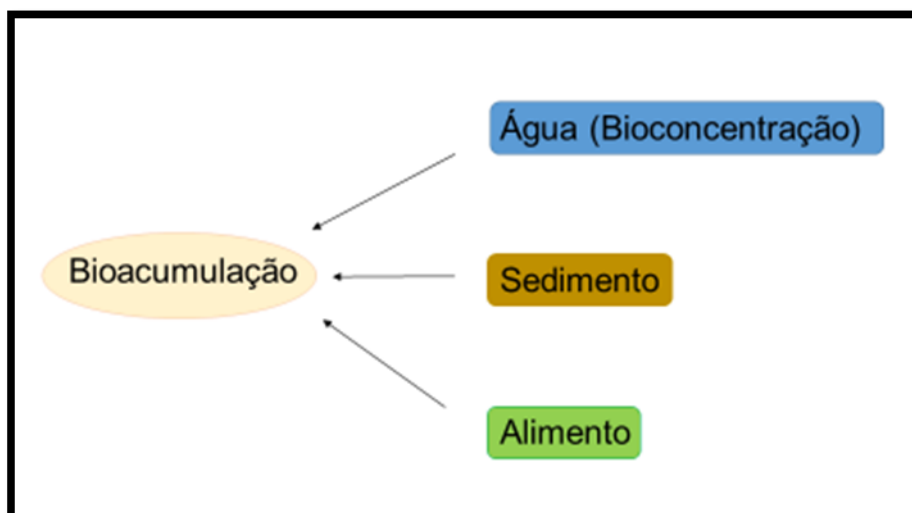 Água (Bioconcentração)
Bioacumulação
Sedimento
Alimento